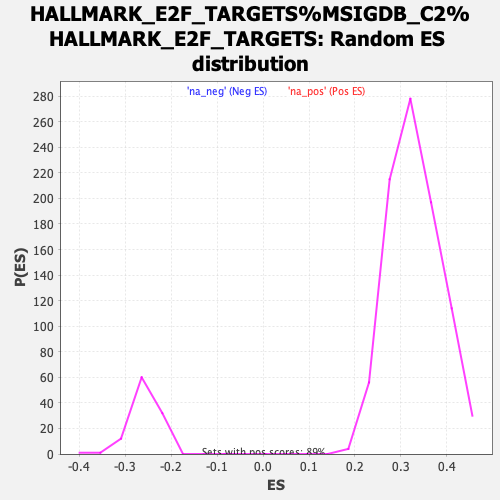 HALLMARK_E2F_TARGETS%MSIGDB_C2%
HALLMARK_E2F_TARGETS: Random ES
distribution
'na_neg' (Neg ES) 'na_pos' (Pos ES)
280
260
240
220
200
180
160
140
120
100
80
60
40
20
0
P(ES)
Sets with pos scores: 89%
-0.4 -0.3 -0.2 -0.1 0.0 0.1 0.2 0.3 0.4
ES